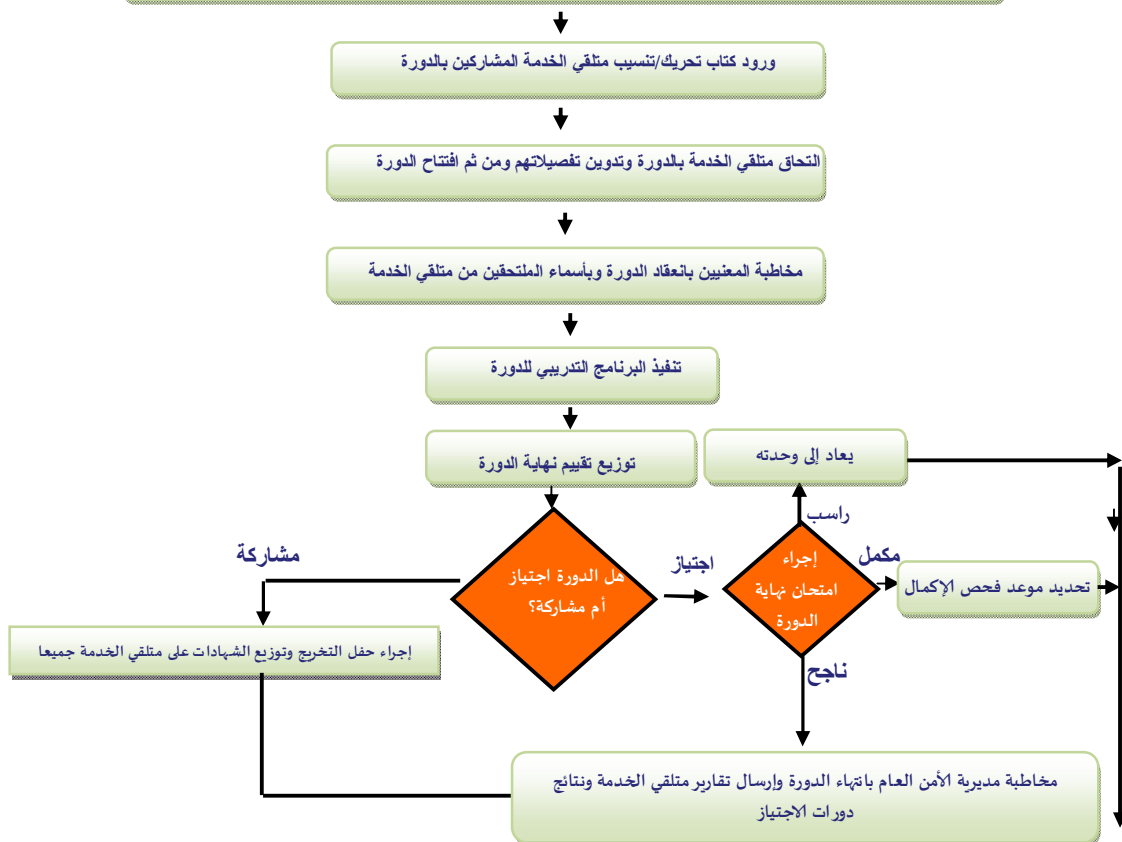 ورود كتاب تحريك/تنسيب متلقي الخدمة المشاركين بالدورة
التحاق متلقي الخدمة بالدورة وتدوين تفصيلاتهم ومن ثم افتتاح الدورة
مخاطبة المعنيين بانعقاد الدورة وبأسماء الملتحقين من متلقي الخدمة
تنفيذ البرنامج التدريبي للدورة
توزيع تقييم نهاية الدورة
يعاد إلى وحدته
راسب
هل الدورة اجتياز
أم مشاركة؟
مشاركة
اجتياز
إجراء
امتحان نهاية
الدورة
مكمل
تحديد موعد فحص الإكمال
ناجح
إجراء حفل التخريج وتوزيع الشهادات على متلقي الخدمة جميعا
مخاطبة مديرية الأمن العام بانتهاء الدورة وإرسال تقارير متلقي الخدمة ونتائج
دورات الاجتياز